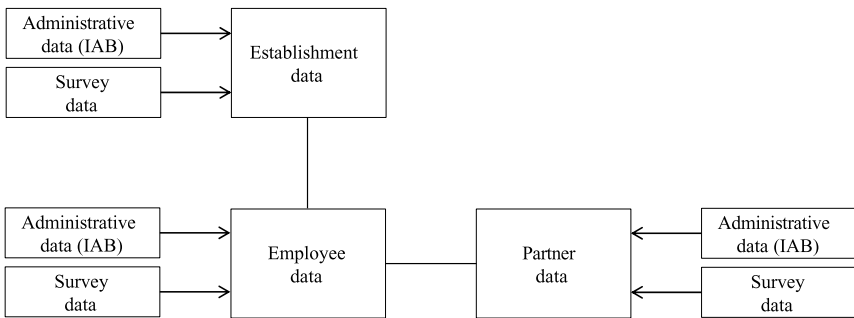 Administrative
data (IAB)
Survey
data
Establishment
data
Administrative
data (IAB)
Survey
data
Employee
data
Partner
data
Administrative
data (IAB)
Survey
data